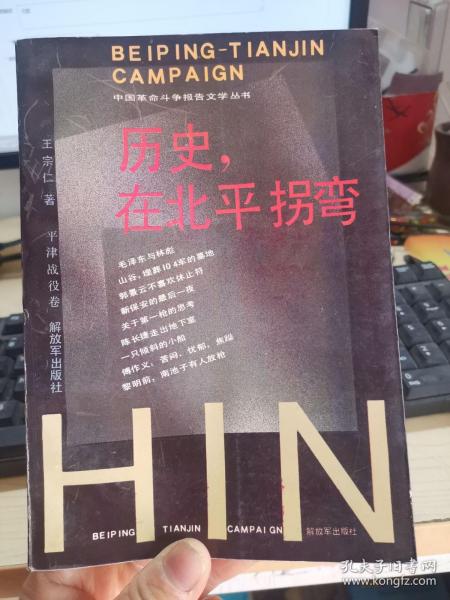 BEIPING-TIANJIN
CAMPAIGN
中国革命斗争报告文学丛书
历史，
在北平拐弯
王宗仁 著 平津战役卷 解放军出版社
毛泽东与林彪
山谷，埋葬104军的墓地
郭景云不喜欢休止符
新保安的最后一夜
关于第一枪的思考
陈长捷走出地下室
一只倾斜的小船
傅作义，苦闷，忧郁，焦躁
黎明前：南池子有人放枪
HIN
BEIPING TIANJIN CAMPAIGN 解放军出版社
孔夫子旧书网
kongfz.com